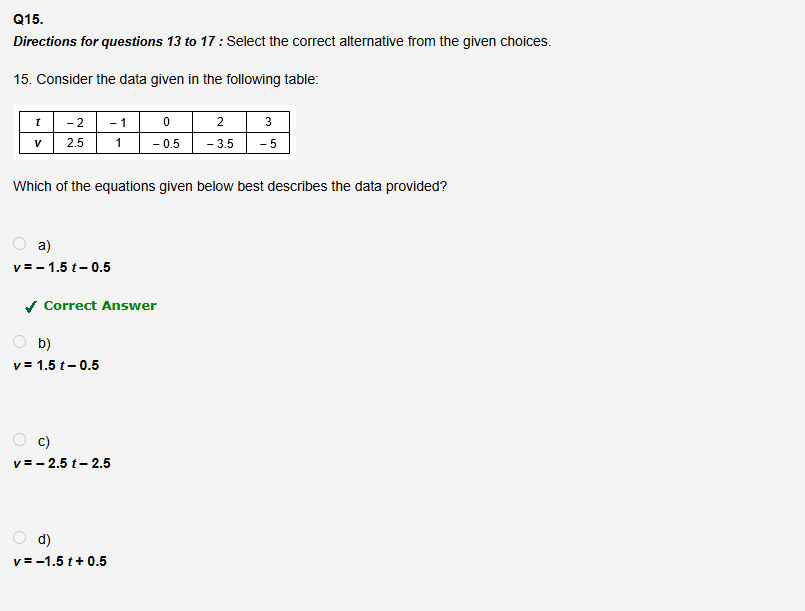 Q15.
Directions for questions 13 to 17 : Select the correct alternative from the given choices.
15. Consider the data given in the following table:
t – 2 – 1 0 2 3
v 2.5 1 – 0.5 – 3.5 – 5
Which of the equations given below best describes the data provided?
a)
v = – 1.5 t – 0.5
✓ Correct Answer
b)
v = 1.5 t – 0.5
c)
v = – 2.5 t – 2.5
d)
v = –1.5 t + 0.5